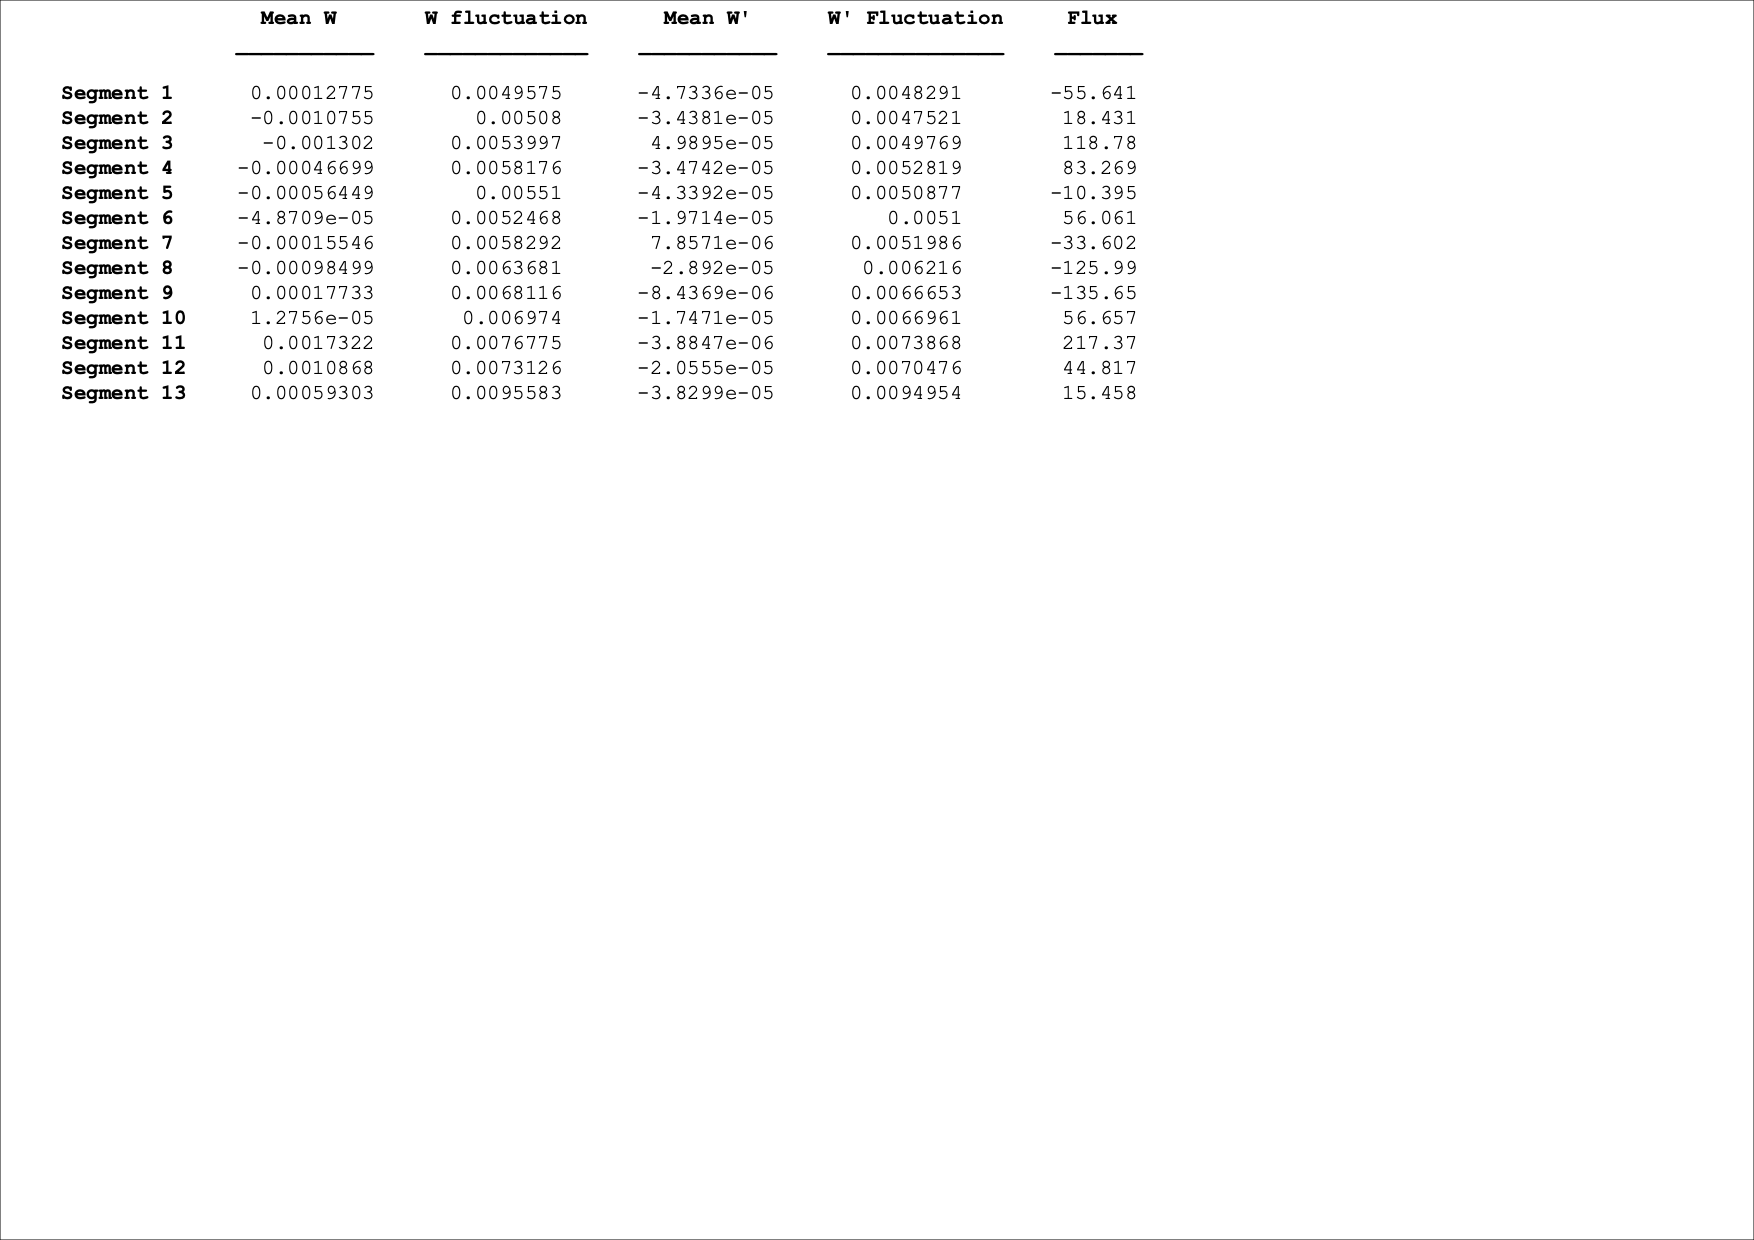 Mean W W fluctuation Mean W' W' Fluctuation Flux
Segment 1 0.00012775 0.0049575 -4.7336e-05 0.0048291 -55.641
Segment 2 -0.0010755 0.00508 -3.4381e-05 0.0047521 18.431
Segment 3 -0.001302 0.0053997 4.9895e-05 0.0049769 118.78
Segment 4 -0.00046699 0.0058176 -3.4742e-05 0.0052819 83.269
Segment 5 -0.00056449 0.00551 -4.3392e-05 0.0050877 -10.395
Segment 6 -4.8709e-05 0.0052468 -1.9714e-05 0.0051 56.061
Segment 7 -0.00015546 0.0058292 7.8571e-06 0.0051986 -33.602
Segment 8 -0.00098499 0.0063681 -2.892e-05 0.006216 -125.99
Segment 9 0.00017733 0.0068116 -8.4369e-06 0.0066653 -135.65
Segment 10 1.2756e-05 0.006974 -1.7471e-05 0.0066961 56.657
Segment 11 0.0017322 0.0076775 -3.8847e-06 0.0073868 217.37
Segment 12 0.0010868 0.0073126 -2.0555e-05 0.0070476 44.817
Segment 13 0.00059303 0.0095583 -3.8299e-05 0.0094954 15.458